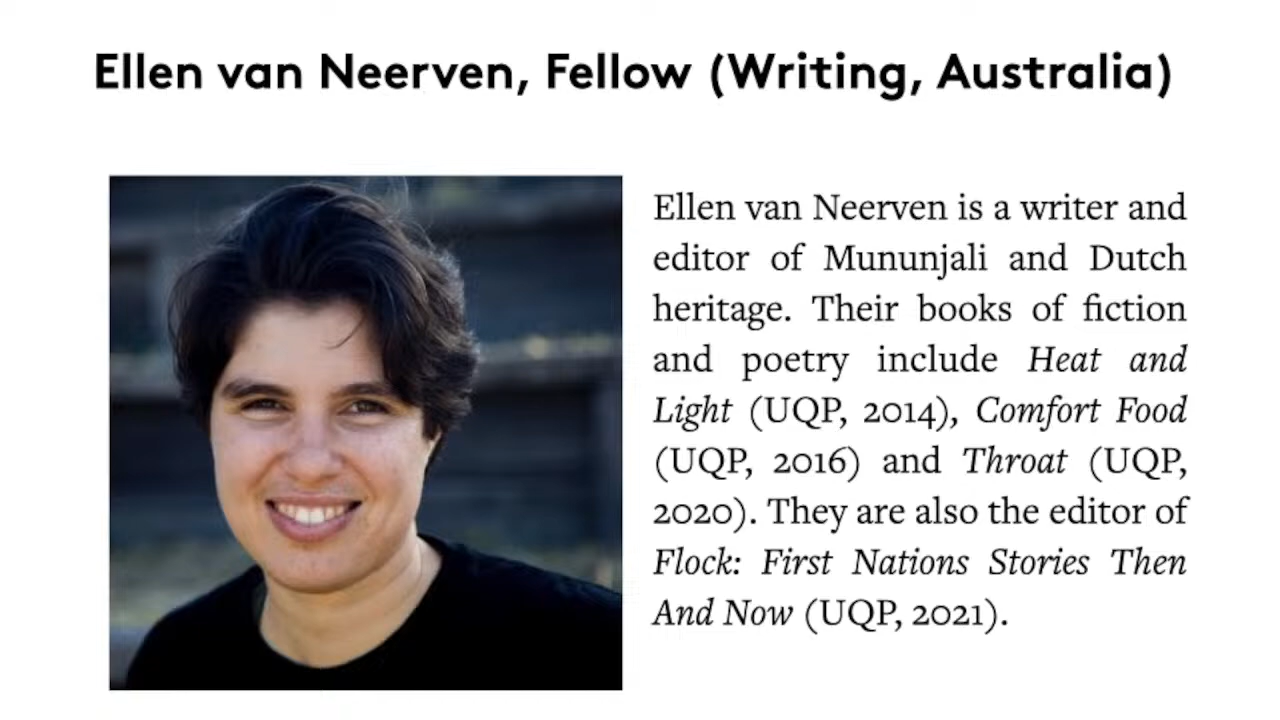 Ellen van Neerven, Fellow (Writing, Australia)
Ellen van Neerven is a writer and
editor of Mununjali and Dutch
heritage. Their books of fiction
and poetry include Heat and
Light (UQP, 2014), Comfort Food
(UQP, 2016) and Throat (UQP,
2020). They are also the editor of
Flock: First Nations Stories Then
And Now (UQP, 2021).